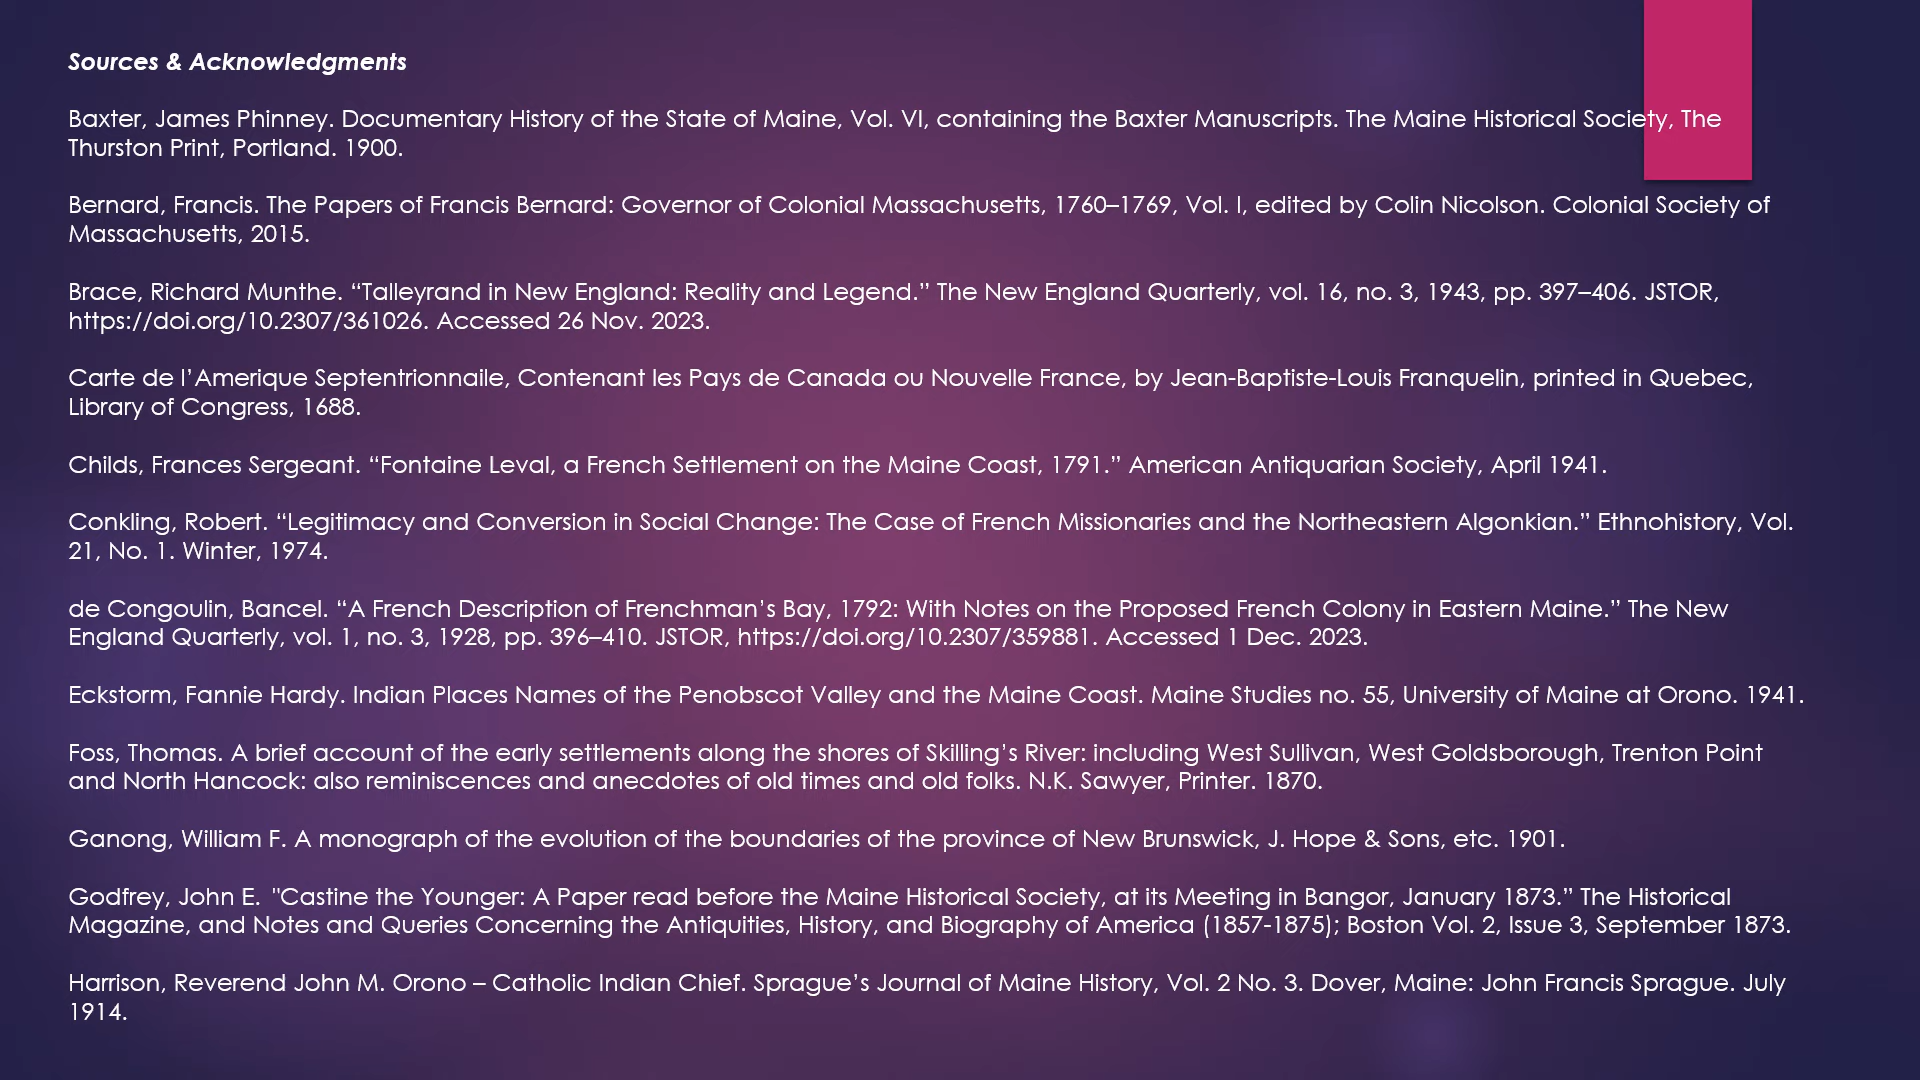 Sources & Acknowledgments
Baxter, James Phinney. Documentary History of the State of Maine, Vol. VI, containing the Baxter Manuscripts. The Maine Historical Society, The
Thurston Print, Portland. 1900.
Bernard, Francis. The Papers of Francis Bernard: Governor of Colonial Massachusetts, 1760–1769, Vol. I, edited by Colin Nicolson. Colonial Society of
Massachusetts, 2015.
Brace, Richard Munthe. “Talleyrand in New England: Reality and Legend.” The New England Quarterly, vol. 16, no. 3, 1943, pp. 397–406. JSTOR,
https://doi.org/10.2307/361026. Accessed 26 Nov. 2023.
Carte de l’Amerique Septentrionnaile, Contenant les Pays de Canada ou Nouvelle France, by Jean-Baptiste-Louis Franquelin, printed in Quebec,
Library of Congress, 1688.
Childs, Frances Sergeant. “Fontaine Leval, a French Settlement on the Maine Coast, 1791.” American Antiquarian Society, April 1941.
Conkling, Robert. “Legitimacy and Conversion in Social Change: The Case of French Missionaries and the Northeastern Algonkian.” Ethnohistory, Vol.
21, No. 1. Winter, 1974.
de Congoulin, Bancel. “A French Description of Frenchman’s Bay, 1792: With Notes on the Proposed French Colony in Eastern Maine.” The New
England Quarterly, vol. 1, no. 3, 1928, pp. 396–410. JSTOR, https://doi.org/10.2307/359881. Accessed 1 Dec. 2023.
Eckstorm, Fannie Hardy. Indian Places Names of the Penobscot Valley and the Maine Coast. Maine Studies no. 55, University of Maine at Orono. 1941.
Foss, Thomas. A brief account of the early settlements along the shores of Skilling’s River: including West Sullivan, West Goldsborough, Trenton Point
and North Hancock: also reminiscences and anecdotes of old times and old folks. N.K. Sawyer, Printer. 1870.
Ganong, William F. A monograph of the evolution of the boundaries of the province of New Brunswick, J. Hope & Sons, etc. 1901.
Godfrey, John E. "Castine the Younger: A Paper read before the Maine Historical Society, at its Meeting in Bangor, January 1873.” The Historical
Magazine, and Notes and Queries Concerning the Antiquities, History, and Biography of America (1857-1875); Boston Vol. 2, Issue 3, September 1873.
Harrison, Reverend John M. Orono – Catholic Indian Chief. Sprague’s Journal of Maine History, Vol. 2 No. 3. Dover, Maine: John Francis Sprague. July
1914.